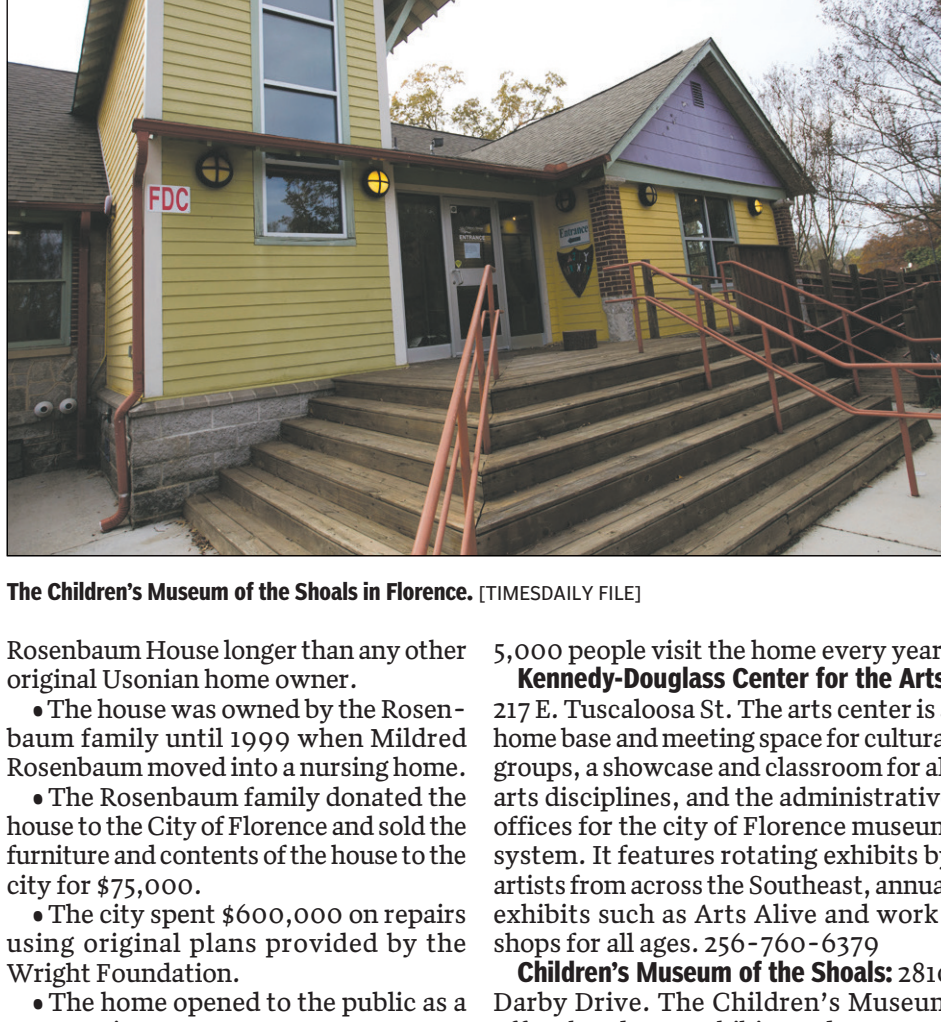 FDC
ENTRANCE
Entrance
The Children's Museum of the Shoals in Florence. [TIMESDAILY FILE]
Rosenbaum House longer than any other
original Usonian home owner.
• The house was owned by the Rosen-
baum family until 1999 when Mildred
Rosenbaum moved into a nursing home.
• The Rosenbaum family donated the
house to the City of Florence and sold the
furniture and contents of the house to the
city for $75,000.
• The city spent $600,000 on repairs
using original plans provided by the
Wright Foundation.
• The home opened to the public as a
5,000 people visit the home every year
Kennedy-Douglass Center for the Arts
217 E. Tuscaloosa St. The arts center is
home base and meeting space for cultura
groups, a showcase and classroom for al
arts disciplines, and the administrativ
offices for the city of Florence museum
system. It features rotating exhibits by
artists from across the Southeast, annua
exhibits such as Arts Alive and work
shops for all ages. 256-760-6379
Children's Museum of the Shoals: 2810
Darby Drive. The Children's Museum